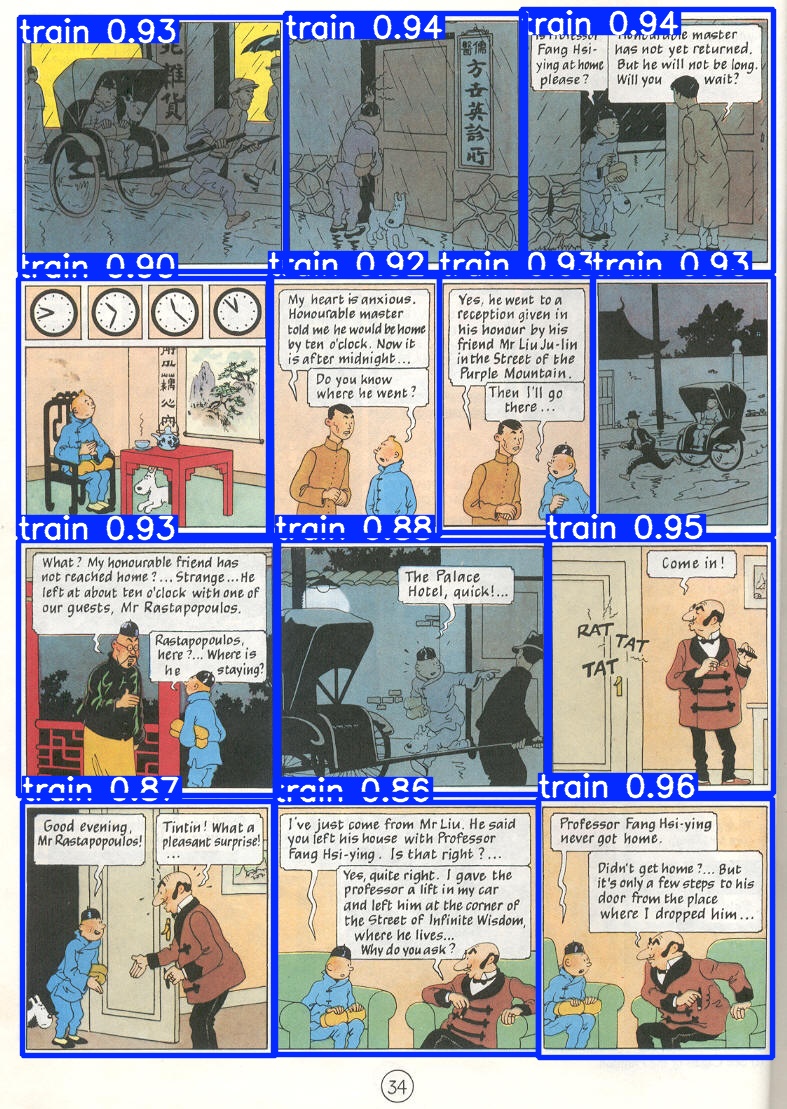 train 0.93
雜貨
train 0.94
儒醫
方世英診所
train 0.94
Is Professor
Fang Hsi-
ying at home
please?
Honourable master
has not yet returned.
But he will not be long.
Will you wait?
train 0.90
train 0.92
My heart is anxious.
Honourable master
told me he would be home
by ten o'clock. Now it
is after midnight...
Do you know
where he went?
train 0.93
Yes, he went to a
reception given in
his honour by his
friend Mr Liu Ju-lin
in the Street of the
Purple Mountain.
Then I'll go
there...
train 0.93
train 0.93
What? My honourable friend has
not reached home?... Strange... He
left at about ten o'clock with one of
our guests, Mr Rastapopoulos.
Rastapopoulos,
here?... Where is
he staying?
train 0.88
The Palace
Hotel, quick!...
train 0.95
Come in!
RAT
TAT
TAT
train 0.87
Good evening,
Mr Rastapopoulos!
Tintin! What a
pleasant surprise!
...
train 0.86
I've just come from Mr Liu. He said
you left his house with Professor
Fang Hsi-ying. Is that right?...
Yes, quite right. I gave the
professor a lift in my car
and left him at the corner of
the Street of Infinite Wisdom,
where he lives...
Why do you ask?
train 0.96
Professor Fang Hsi-ying
never got home.
Didn't get home?... But
it's only a few steps to his
door from the place
where I dropped him...
34